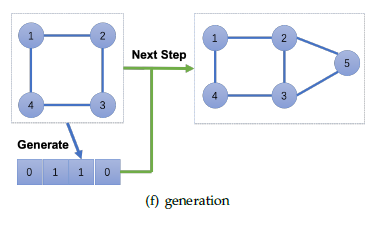 1 2
4 3
Next Step
1 2
5
4 3
Generate
0 1 1 0
(f) generation